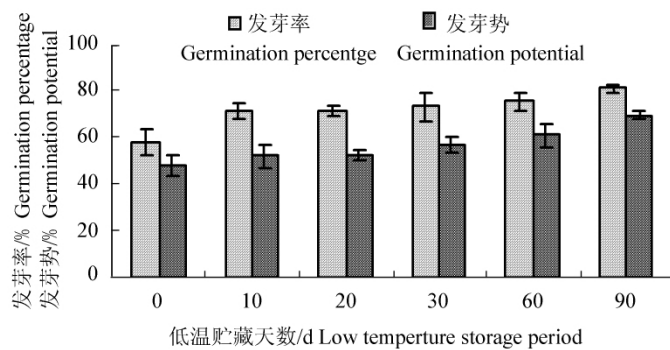 发芽率 发芽势
Germination percentge Germination potential
发芽率/% Germination percentage
发芽势/% Germination potential
100
80
60
40
20
0
0 10 20 30 60 90
低温贮藏天数/d Low temperture storage period